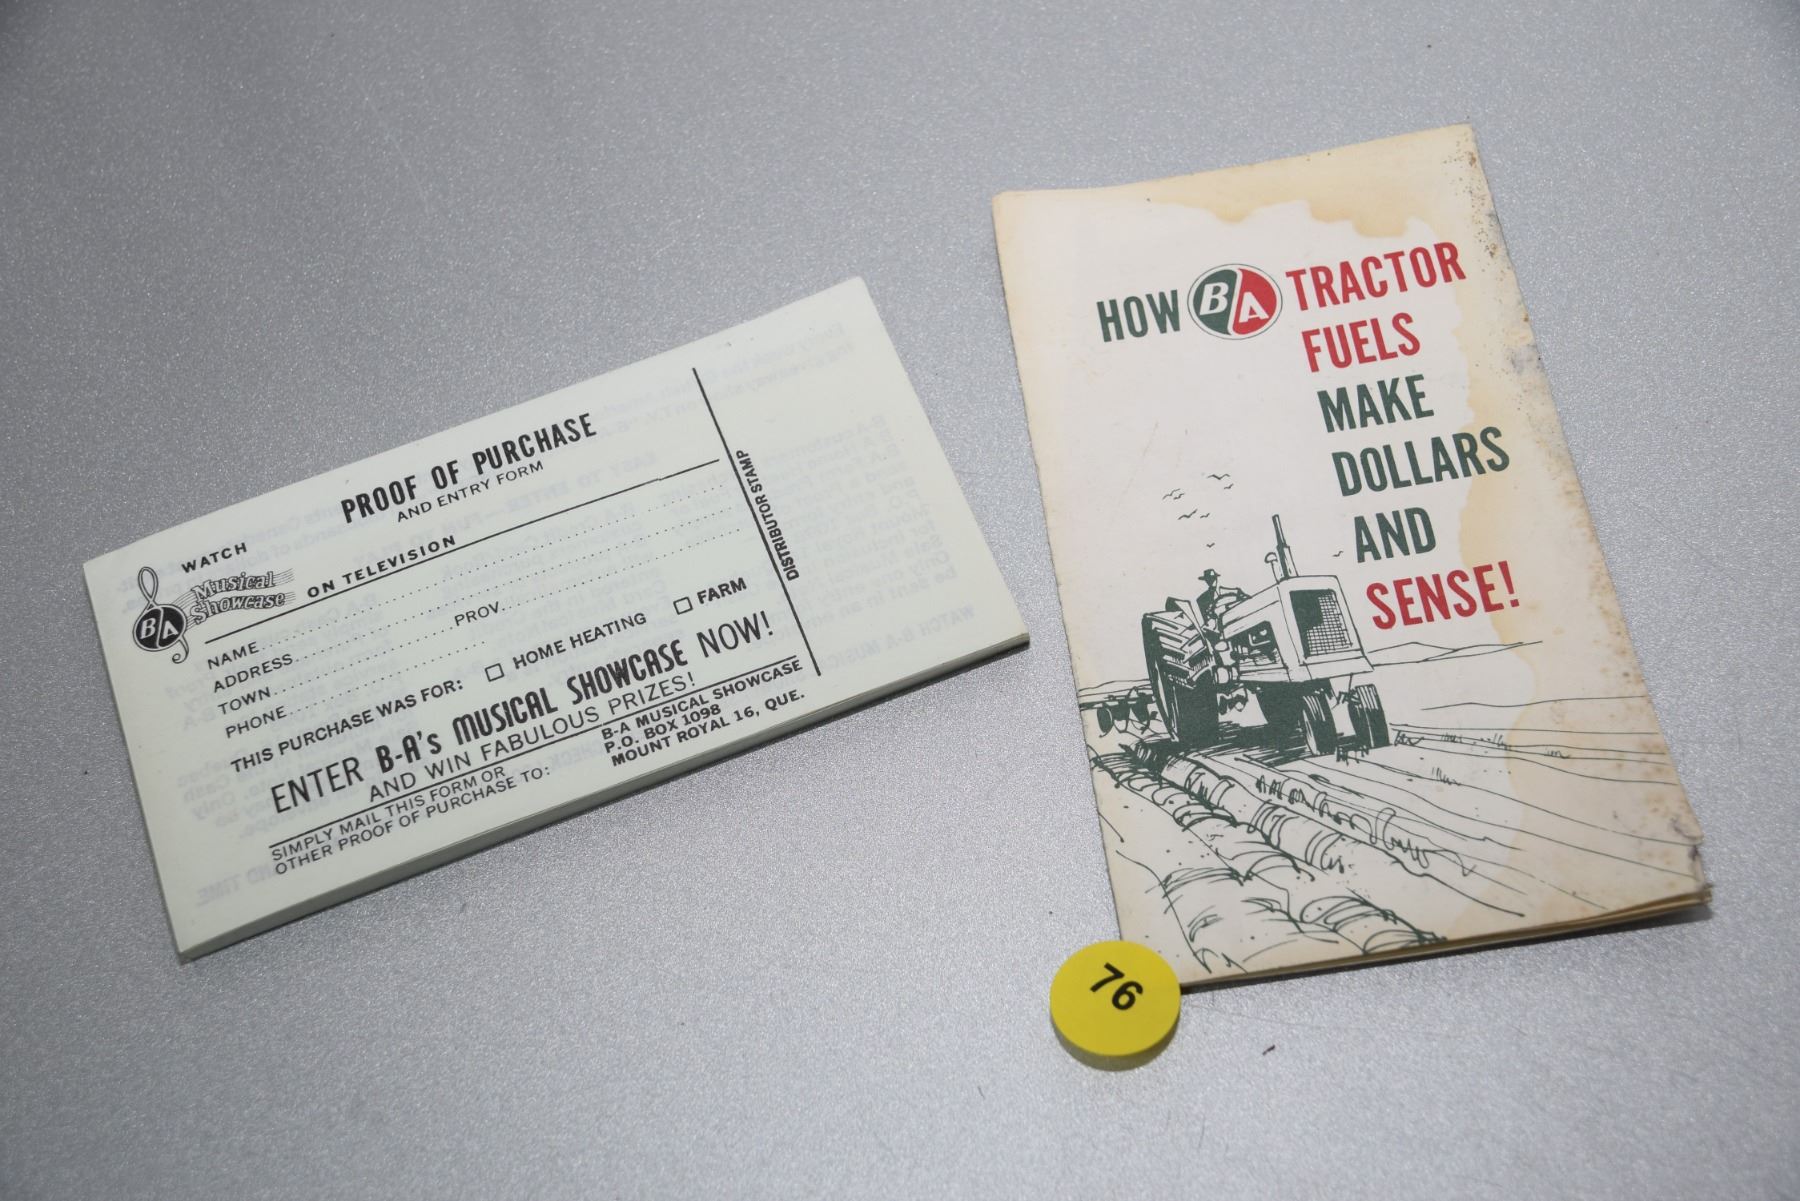 PROOF OF PURCHASE
AND ENTRY FORM
WATCH
BA Musical Showcase ON TELEVISION
NAME
ADDRESS
TOWN PROV.
PHONE
THIS PURCHASE WAS FOR: HOME HEATING FARM
ENTER B-A's MUSICAL SHOWCASE NOW!
AND WIN FABULOUS PRIZES!
SIMPLY MAIL THIS FORM OR
OTHER PROOF OF PURCHASE TO:
B-A MUSICAL SHOWCASE
P.O. BOX 1098
MOUNT ROYAL 16, QUE.
DISTRIBUTOR STAMP
HOW BA TRACTOR
FUELS
MAKE
DOLLARS
AND
SENSE!
76